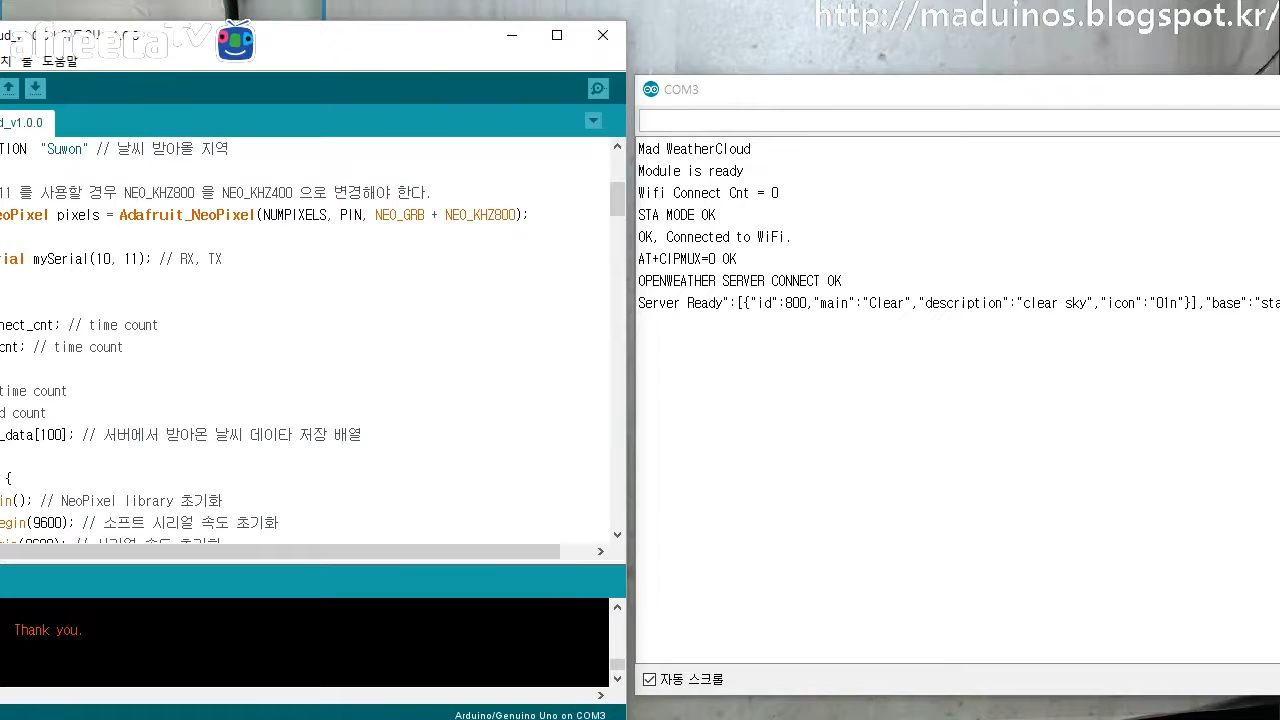 http://maduinos.blogspot.kr/
afreecaTV
치 툴 도움말
d_v1.0.0
TION "Suwon" // 날씨 받아올 지역
11 를 사용할 경우 NEO_KHZ800 을 NEO_KHZ400 으로 변경해야 한다.
eoPixel pixels = Adafruit_NeoPixel(NUMPIXELS, PIN, NEO_GRB + NEO_KHZ800);
rial mySerial(10, 11); // RX, TX
nect_cnt; // time count
cnt; // time count
time count
d count
_data[100]; // 서버에서 받아온 날씨 데이타 저장 배열
{
in(); // NeoPixel library 초기화
egin(9600); // 소프트 시리얼 속도 초기화
Thank you.
Arduino/Genuino Uno on COM3
COM3
Mad WeatherCloud
Module is ready
Wifi Connect Cnt = 0
STA MODE OK
OK, Connected to WiFi.
AT+CIPMUX=0 OK
OPENWEATHER SERVER CONNECT OK
Server Ready":[{"id":800,"main":"Clear","description":"clear sky","icon":"01n"}],"base":"sta
자동 스크롤